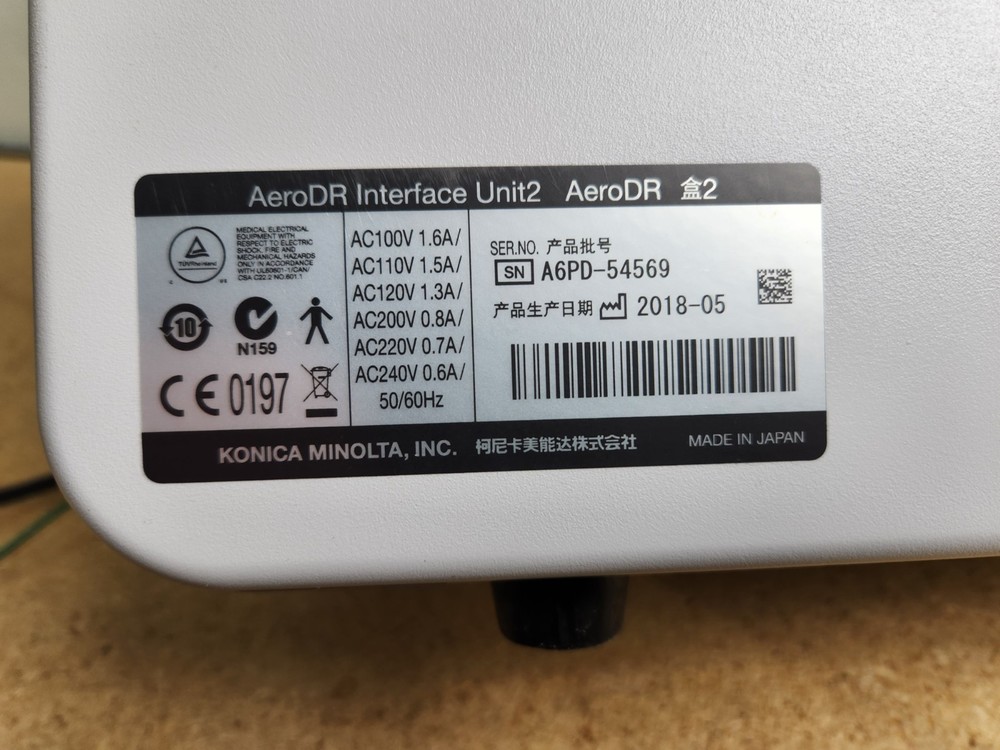 AeroDR Interface Unit2 AeroDR 盒2
TÜVRheinland
MEDICAL ELECTRICAL
EQUIPMENT WITH
RESPECT TO ELECTRIC
SHOCK, FIRE AND
MECHANICAL HAZARDS
ONLY IN ACCORDANCE
WITH UL60601-1/CAN/
CSA C22.2 NO.601.1
10
N159
CE 0197
AC100V 1.6A/
AC110V 1.5A/
AC120V 1.3A/
AC200V 0.8A/
AC220V 0.7A/
AC240V 0.6A/
50/60Hz
SER.NO. 产品批号
SN A6PD-54569
产品生产日期 2018-05
KONICA MINOLTA, INC. 柯尼卡美能达株式会社 MADE IN JAPAN